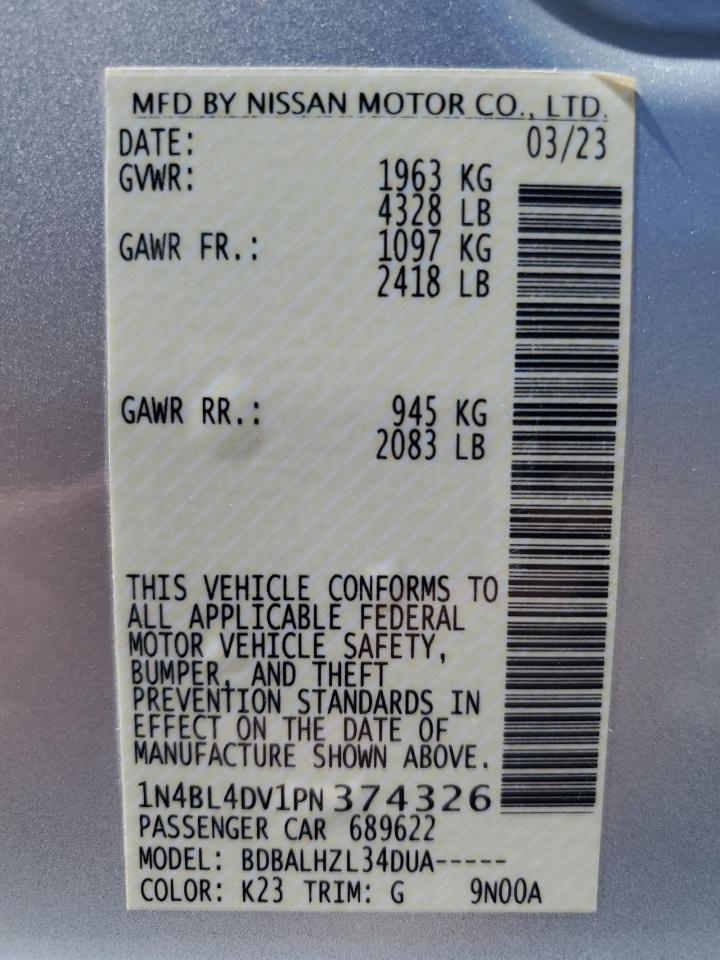 MFD BY NISSAN MOTOR CO., LTD.
DATE: 03/23
GVWR: 1963 KG
4328 LB
GAWR FR.: 1097 KG
2418 LB
GAWR RR.: 945 KG
2083 LB
THIS VEHICLE CONFORMS TO
ALL APPLICABLE FEDERAL
MOTOR VEHICLE SAFETY,
BUMPER, AND THEFT
PREVENTION STANDARDS IN
EFFECT ON THE DATE OF
MANUFACTURE SHOWN ABOVE.
1N4BL4DV1PN374326
PASSENGER CAR 689622
MODEL: BDBALHZL34DUA-----
COLOR: K23 TRIM: G 9N00A